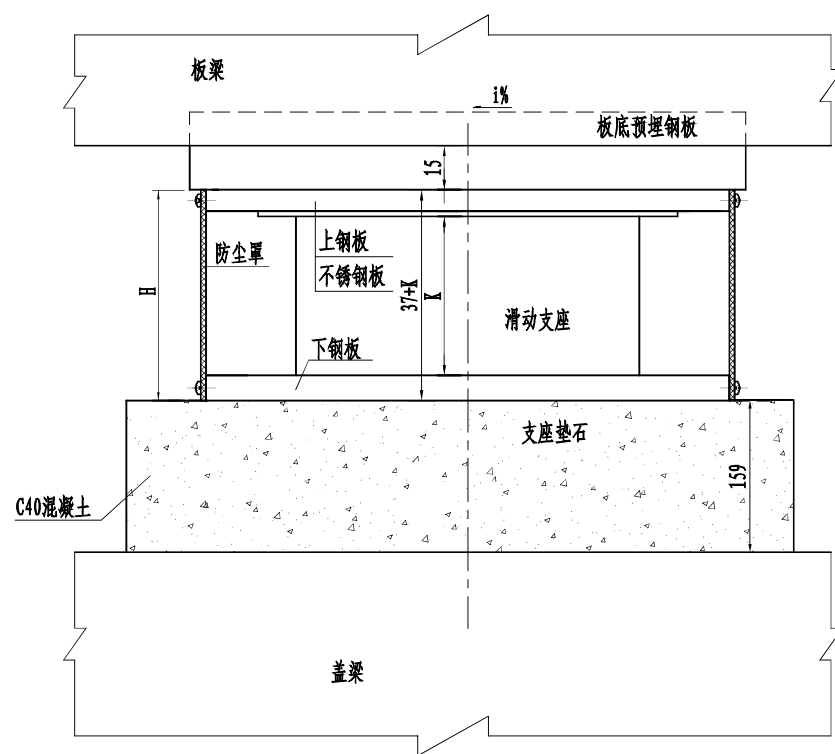 板梁
i%
板底预埋钢板
15
上钢板
不锈钢板
防尘罩
H
37+K
K
滑动支座
下钢板
支座垫石
159
C40混凝土
盖梁